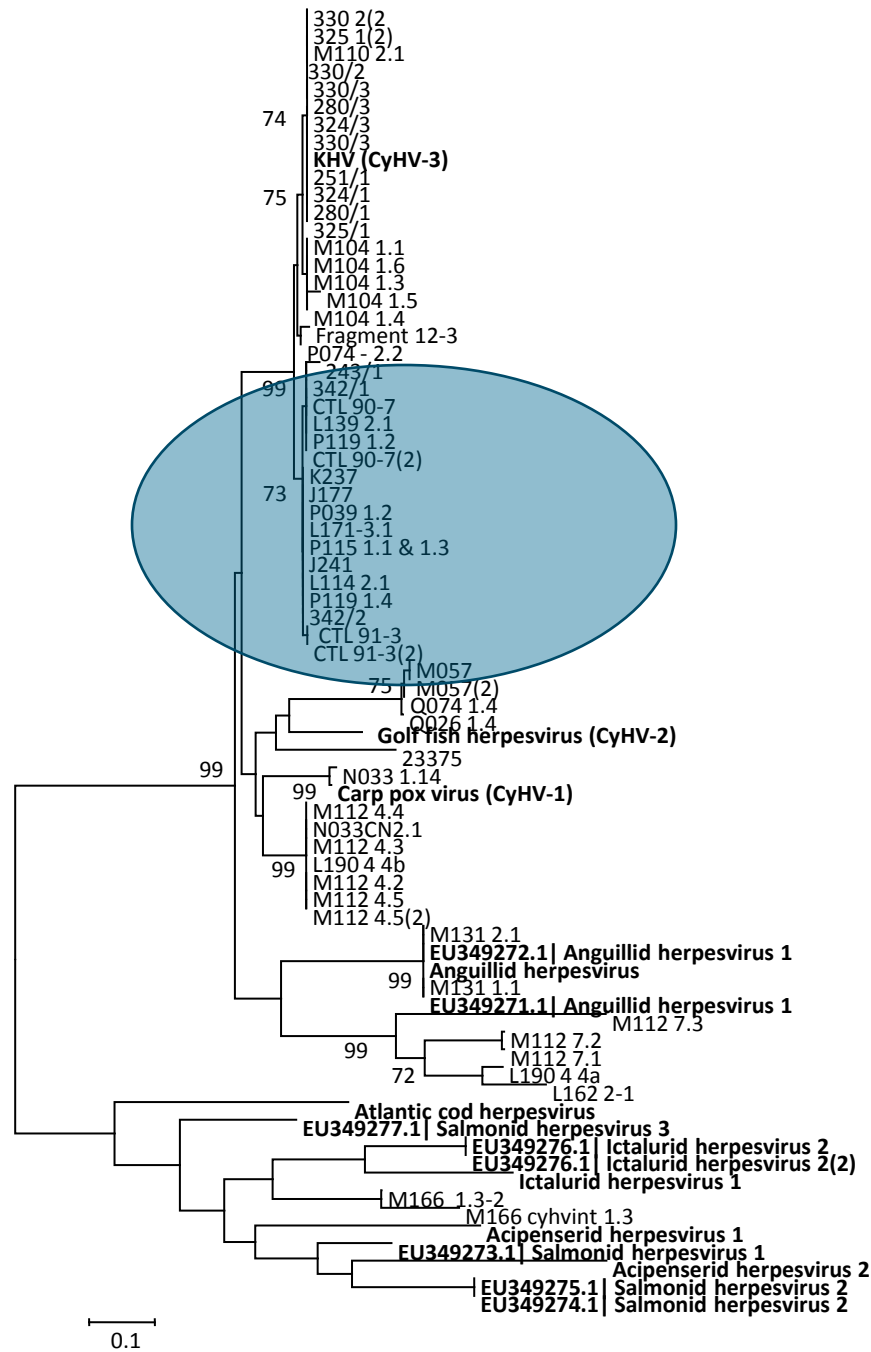 330 2(2
325 1(2)
M110 2.1
330/2
330/3
280/3
74
324/3
330/3
KHV (CyHV-3)
251/1
75
324/1
280/1
325/1
M104 1.1
M104 1.6
M104 1.3
M104 1.5
M104 1.4
Fragment 12-3
P074 - 2.2
243/1
99
342/1
CTL 90-7
L139 2.1
P119 1.2
CTL 90-7(2)
K237
73
J177
P039 1.2
L171-3.1
P115 1.1 & 1.3
J241
L114 2.1
P119 1.4
342/2
CTL 91-3
CTL 91-3(2)
M057
75
M057(2)
Q074 1.4
Q026 1.4
Golf fish herpesvirus (CyHV-2)
23375
99
N033 1.14
99
Carp pox virus (CyHV-1)
M112 4.4
N033CN2.1
M112 4.3
L190 4 4b
99
M112 4.2
M112 4.5
M112 4.5(2)
M131 2.1
EU349272.1| Anguillid herpesvirus 1
Anguillid herpesvirus
99
M131 1.1
EU349271.1| Anguillid herpesvirus 1
M112 7.3
M112 7.2
99
M112 7.1
72
L190 4 4a
L162 2-1
Atlantic cod herpesvirus
EU349277.1| Salmonid herpesvirus 3
EU349276.1| Ictalurid herpesvirus 2
EU349276.1| Ictalurid herpesvirus 2(2)
Ictalurid herpesvirus 1
M166  1.3-2
M166 cyhvint 1.3
Acipenserid herpesvirus 1
EU349273.1| Salmonid herpesvirus 1
Acipenserid herpesvirus 2
EU349275.1| Salmonid herpesvirus 2
EU349274.1| Salmonid herpesvirus 2
0.1